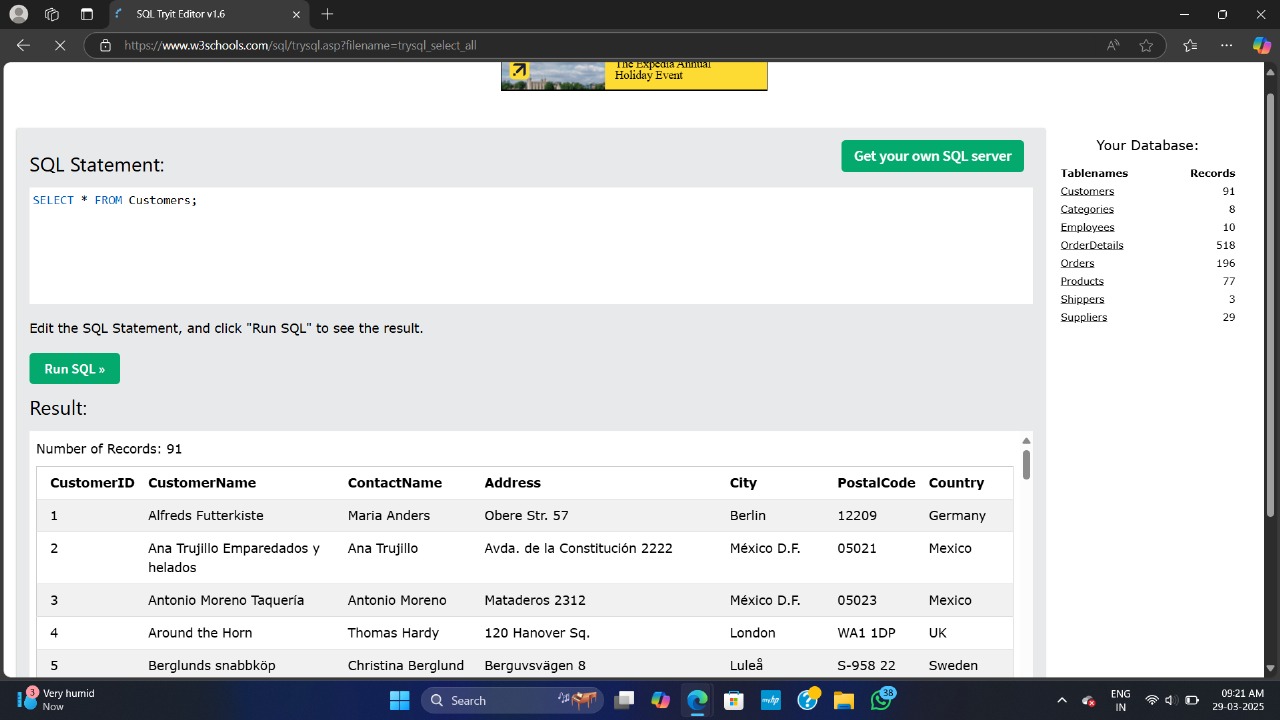 SQL Tryit Editor v1.6
https://www.w3schools.com/sql/trysql.asp?filename=trysql_select_all
The Expedia Annual
Holiday Event
SQL Statement:
Get your own SQL server
SELECT * FROM Customers;
Edit the SQL Statement, and click "Run SQL" to see the result.
Run SQL »
Result:
Number of Records: 91
CustomerID CustomerName ContactName Address City PostalCode Country
1 Alfreds Futterkiste Maria Anders Obere Str. 57 Berlin 12209 Germany
2 Ana Trujillo Emparedados y Ana Trujillo Avda. de la Constitución 2222 México D.F. 05021 Mexico
helados
3 Antonio Moreno Taquería Antonio Moreno Mataderos 2312 México D.F. 05023 Mexico
4 Around the Horn Thomas Hardy 120 Hanover Sq. London WA1 1DP UK
5 Berglunds snabbköp Christina Berglund Berguvsvägen 8 Luleå S-958 22 Sweden
Your Database:
Tablenames Records
Customers 91
Categories 8
Employees 10
OrderDetails 518
Orders 196
Products 77
Shippers 3
Suppliers 29
3
Very humid
Now
Search
38
ENG
IN
09:21 AM
29-03-2025